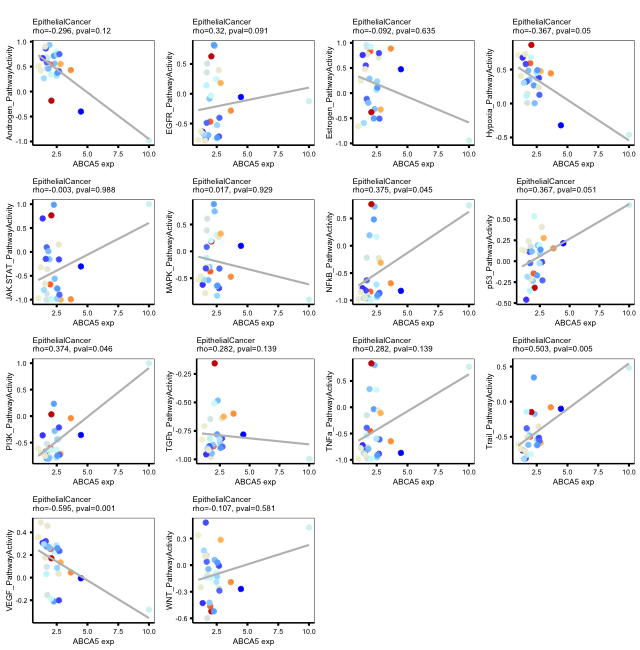 EpithelialCancer
rho=-0.296, pval=0.12
Androgen_PathwayActivity
1.0
0.5
0.0
-0.5
-1.0
2.5 5.0 7.5 10.0
ABCA5 exp
EpithelialCancer
rho=0.32, pval=0.091
EGFR_PathwayActivity
0.5
0.0
-0.5
2.5 5.0 7.5 10.0
ABCA5 exp
EpithelialCancer
rho=-0.092, pval=0.635
Estrogen_PathwayActivity
1.0
0.5
0.0
-0.5
-1.0
2.5 5.0 7.5 10.0
ABCA5 exp
EpithelialCancer
rho=-0.367, pval=0.05
Hypoxia_PathwayActivity
0.5
0.0
-0.5
2.5 5.0 7.5 10.0
ABCA5 exp
EpithelialCancer
rho=-0.003, pval=0.988
JAK-STAT_PathwayActivity
1.0
0.5
0.0
-0.5
-1.0
2.5 5.0 7.5 10.0
ABCA5 exp
EpithelialCancer
rho=0.017, pval=0.929
MAPK_PathwayActivity
0.5
0.0
-0.5
2.5 5.0 7.5 10.0
ABCA5 exp
EpithelialCancer
rho=0.375, pval=0.045
NFkB_PathwayActivity
0.5
0.0
-0.5
-1.0
2.5 5.0 7.5 10.0
ABCA5 exp
EpithelialCancer
rho=0.367, pval=0.051
p53_PathwayActivity
0.50
0.25
0.00
-0.25
-0.50
2.5 5.0 7.5 10.0
ABCA5 exp
EpithelialCancer
rho=0.374, pval=0.046
PI3K_PathwayActivity
1.0
0.5
0.0
-0.5
2.5 5.0 7.5 10.0
ABCA5 exp
EpithelialCancer
rho=0.282, pval=0.139
TGFb_PathwayActivity
-0.25
-0.50
-0.75
-1.00
2.5 5.0 7.5 10.0
ABCA5 exp
EpithelialCancer
rho=0.282, pval=0.139
TNFa_PathwayActivity
0.5
0.0
-0.5
-1.0
2.5 5.0 7.5 10.0
ABCA5 exp
EpithelialCancer
rho=0.503, pval=0.005
Trail_PathwayActivity
0.5
0.0
-0.5
2.5 5.0 7.5 10.0
ABCA5 exp
EpithelialCancer
rho=-0.595, pval=0.001
VEGF_PathwayActivity
0.4
0.2
0.0
-0.2
2.5 5.0 7.5 10.0
ABCA5 exp
EpithelialCancer
rho=-0.107, pval=0.581
WNT_PathwayActivity
0.3
0.0
-0.3
-0.6
2.5 5.0 7.5 10.0
ABCA5 exp